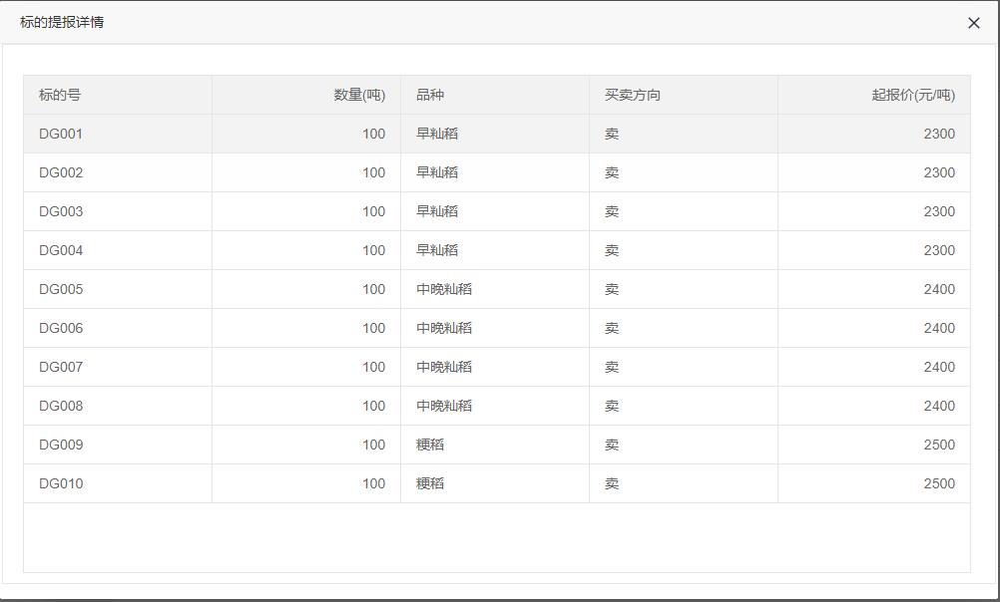 标的提报详情
标的号 数量(吨) 品种 买卖方向 起报价(元/吨)
DG001 100 早籼稻 卖 2300
DG002 100 早籼稻 卖 2300
DG003 100 早籼稻 卖 2300
DG004 100 早籼稻 卖 2300
DG005 100 中晚籼稻 卖 2400
DG006 100 中晚籼稻 卖 2400
DG007 100 中晚籼稻 卖 2400
DG008 100 中晚籼稻 卖 2400
DG009 100 粳稻 卖 2500
DG010 100 粳稻 卖 2500